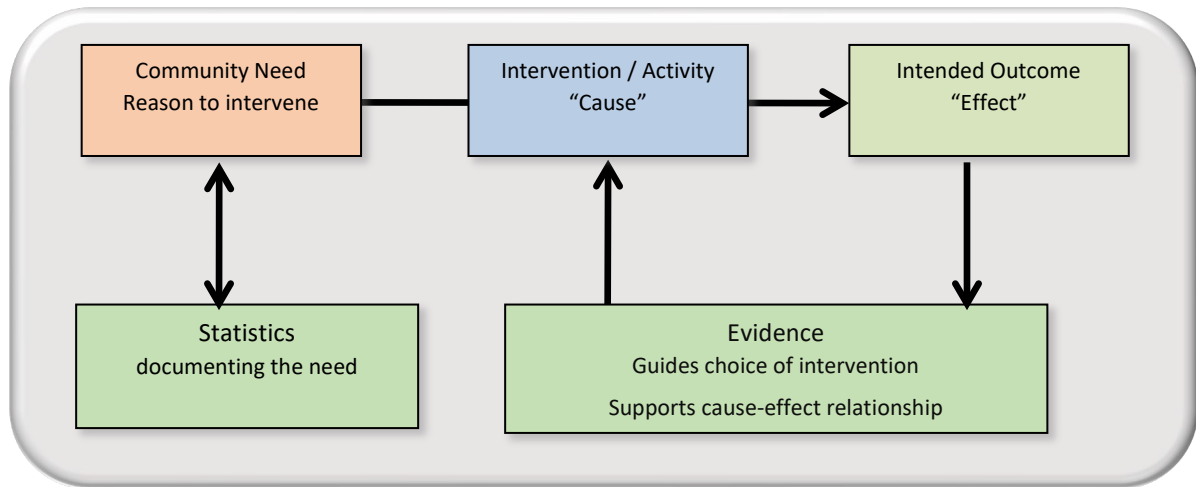 Community Need
Reason to intervene
Intervention / Activity
“Cause”
Intended Outcome
“Effect”
Statistics
documenting the need
Evidence
Guides choice of intervention
Supports cause-effect relationship